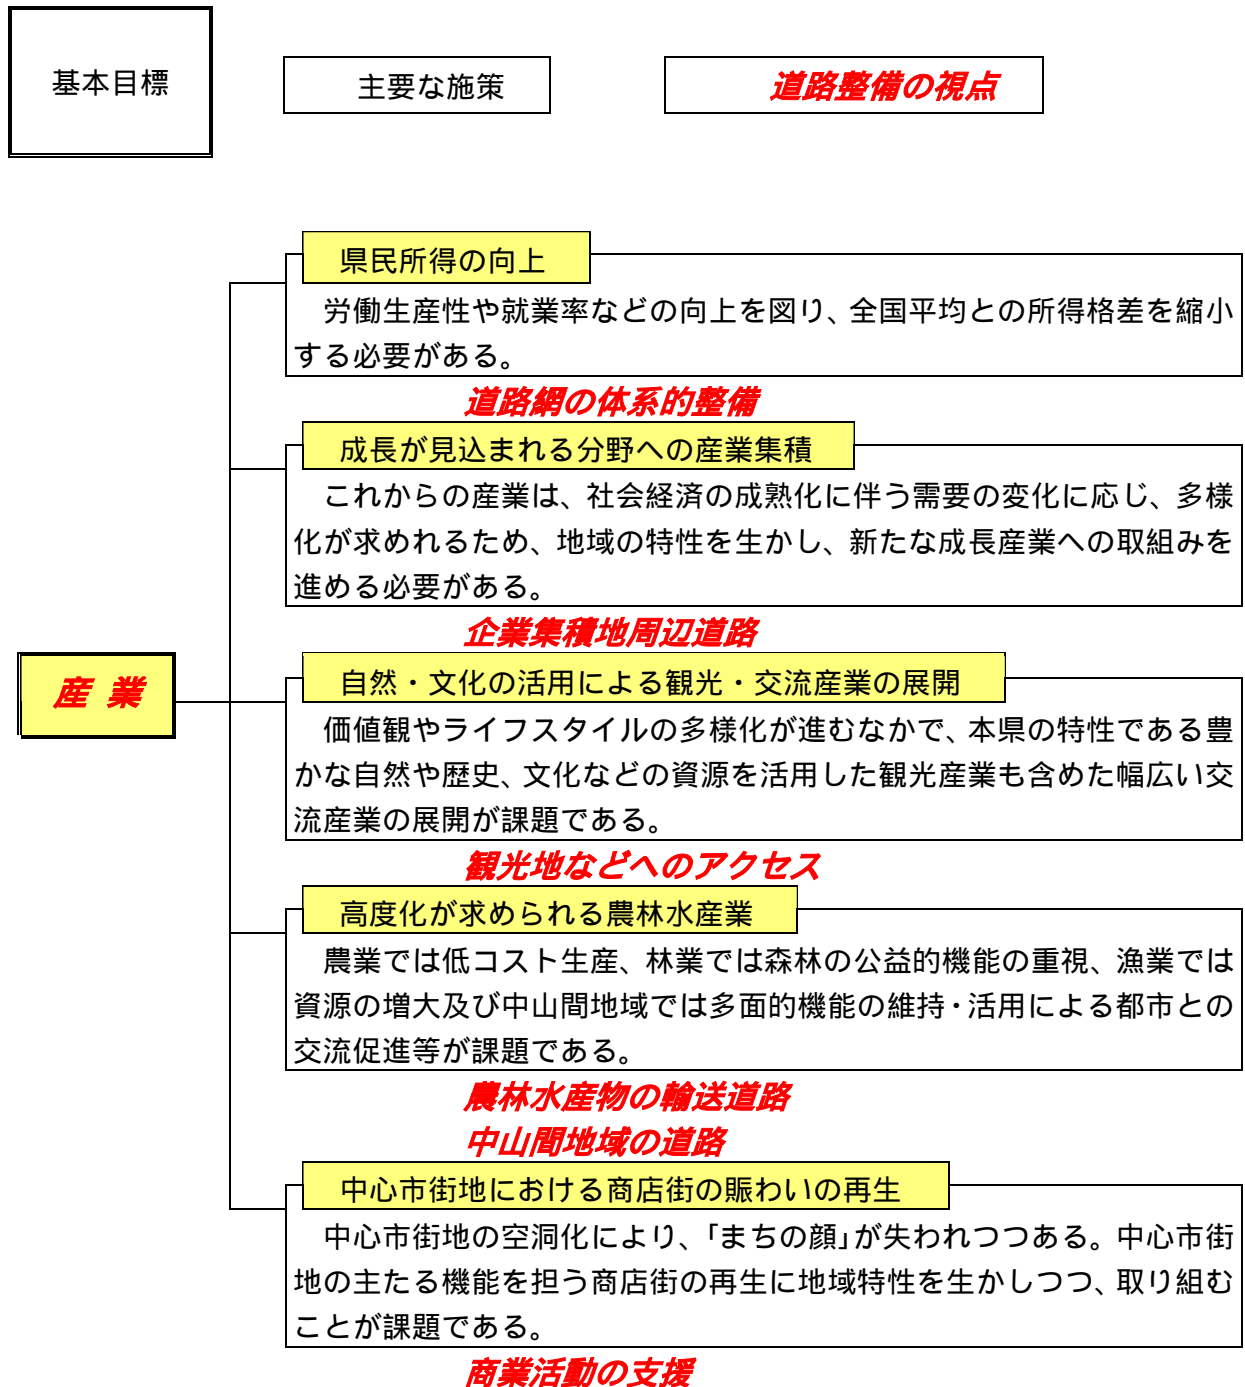 基本目標
主要な施策
道路整備の視点
県民所得の向上
労働生産性や就業率などの向上を図り、全国平均との所得格差を縮小
する必要がある。
道路網の体系的整備
成長が見込まれる分野への産業集積
これからの産業は、社会経済の成熟化に伴う需要の変化に応じ、多様
化が求めれるため、地域の特性を生かし、新たな成長産業への取組みを
進める必要がある。
企業集積地周辺道路
産 業
自然・文化の活用による観光・交流産業の展開
価値観やライフスタイルの多様化が進むなかで、本県の特性である豊
かな自然や歴史、文化などの資源を活用した観光産業も含めた幅広い交
流産業の展開が課題である。
観光地などへのアクセス
高度化が求められる農林水産業
農業では低コスト生産、林業では森林の公益的機能の重視、漁業では
資源の増大及び中山間地域では多面的機能の維持・活用による都市との
交流促進等が課題である。
農林水産物の輸送道路
中山間地域の道路
中心市街地における商店街の賑わいの再生
中心市街地の空洞化により、「まちの顔」が失われつつある。中心市街
地の主たる機能を担う商店街の再生に地域特性を生かしつつ、取り組む
ことが課題である。
商業活動の支援